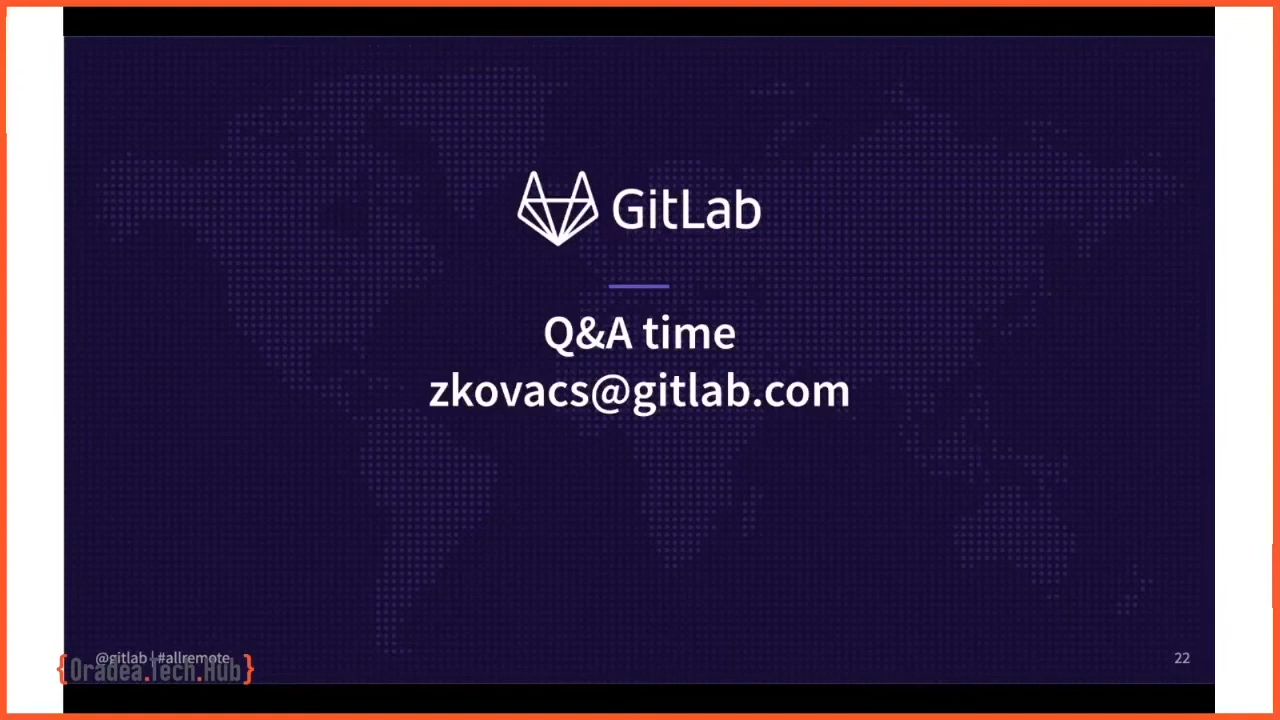 GitLab
Q&A time
zkovacs@gitlab.com
@gitlab | #allremote
{Oradea.Tech.Hub}
22